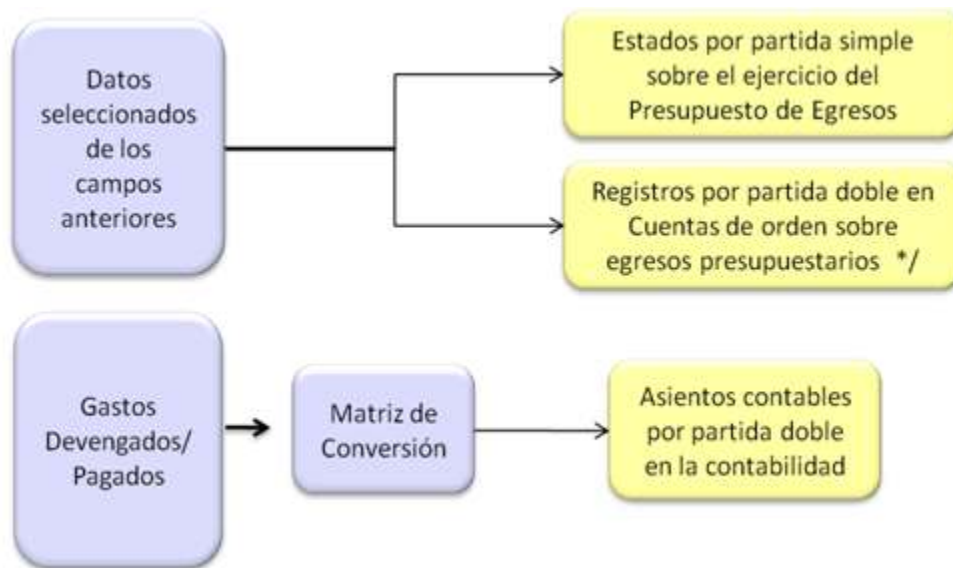 Datos
seleccionados
de los
campos
anteriores
Estados por partida simple
sobre el ejercicio del
Presupuesto de Egresos
Registros por partida doble en
Cuentas de orden sobre
egresos presupuestarios */
Gastos
Devengados/
Pagados
Matriz de
Conversión
Asientos contables
por partida doble
en la contabilidad